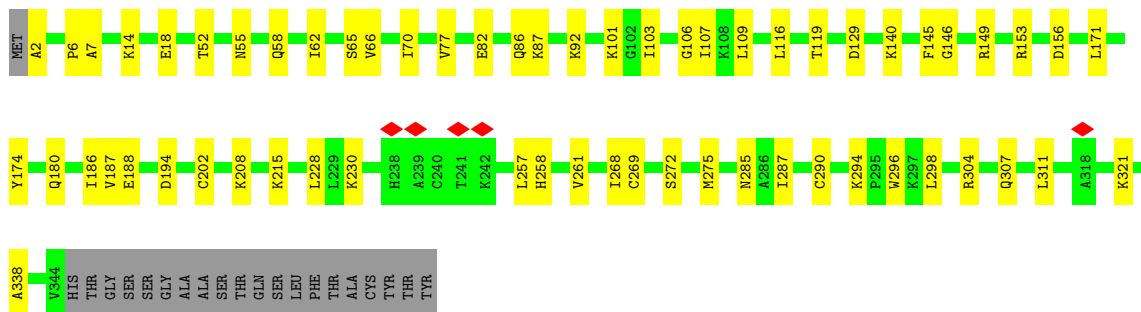 MET A2 P6 A7 K14 E18 T52 N55 Q58 I62 S65 V66 I70 V77 E82 Q86 K87 K92 K101 G102 I103 G106 I107 K108 L109 L116 T119 D129 K140 F145 G146 R149 R153 D156 L171
Y174 Q180 I186 V187 E188 D194 C202 K208 K215 L228 L229 K230 H238 A239 C240 T241 K242 L257 H258 V261 I268 C269 S272 M275 N285 A286 I287 C290 K294 P295 W296 K297 L298 R304 Q307 L311 A318 K321
A338 V344 HIS THR GLY SER SER GLY ALA ALA SER THR GLN SER LEU PHE THR ALA CYS TYR THR TYR